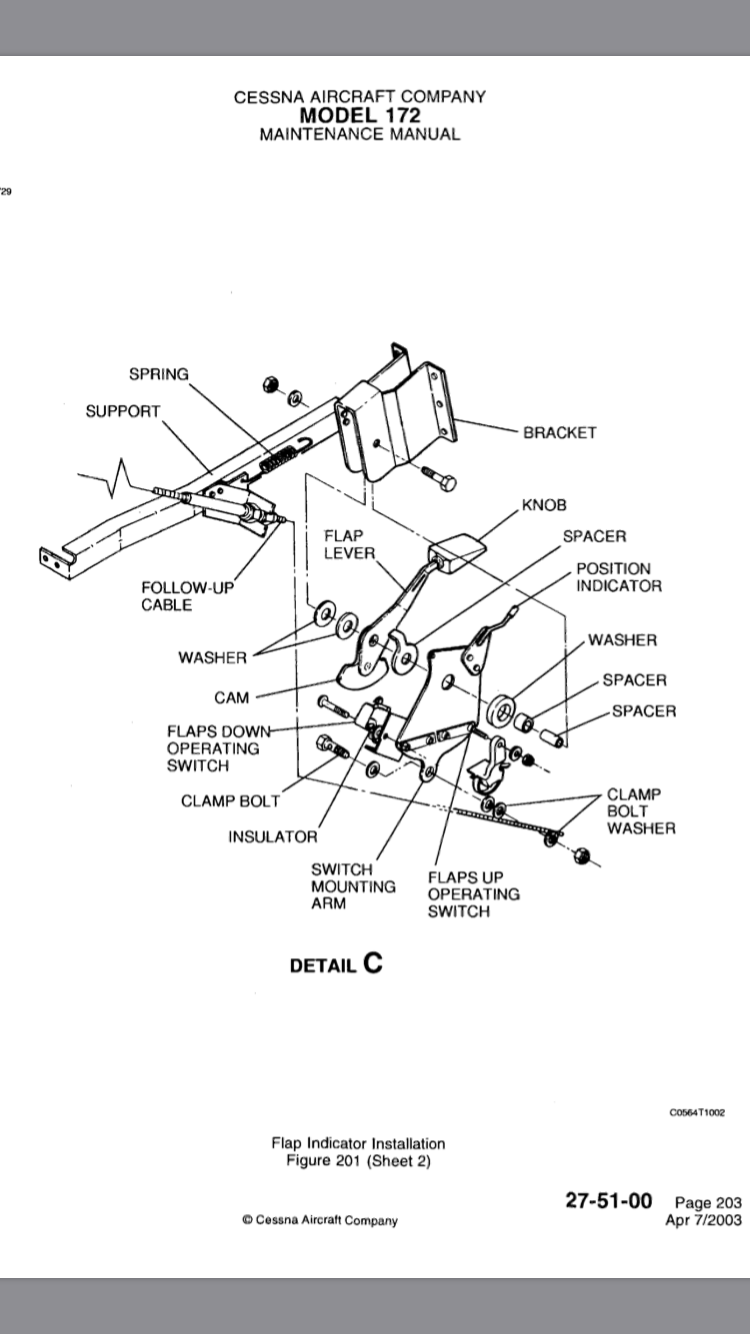 CESSNA AIRCRAFT COMPANY
MODEL 172
MAINTENANCE MANUAL
729
SPRING
SUPPORT
BRACKET
KNOB
FLAP
LEVER
SPACER
POSITION
INDICATOR
FOLLOW-UP
CABLE
WASHER
WASHER
SPACER
CAM
SPACER
FLAPS DOWN
OPERATING
SWITCH
CLAMP BOLT
CLAMP
BOLT
WASHER
INSULATOR
SWITCH
MOUNTING
ARM
FLAPS UP
OPERATING
SWITCH
DETAIL C
C0564T1002
Flap Indicator Installation
Figure 201 (Sheet 2)
27-51-00 Page 203
Apr 7/2003
© Cessna Aircraft Company